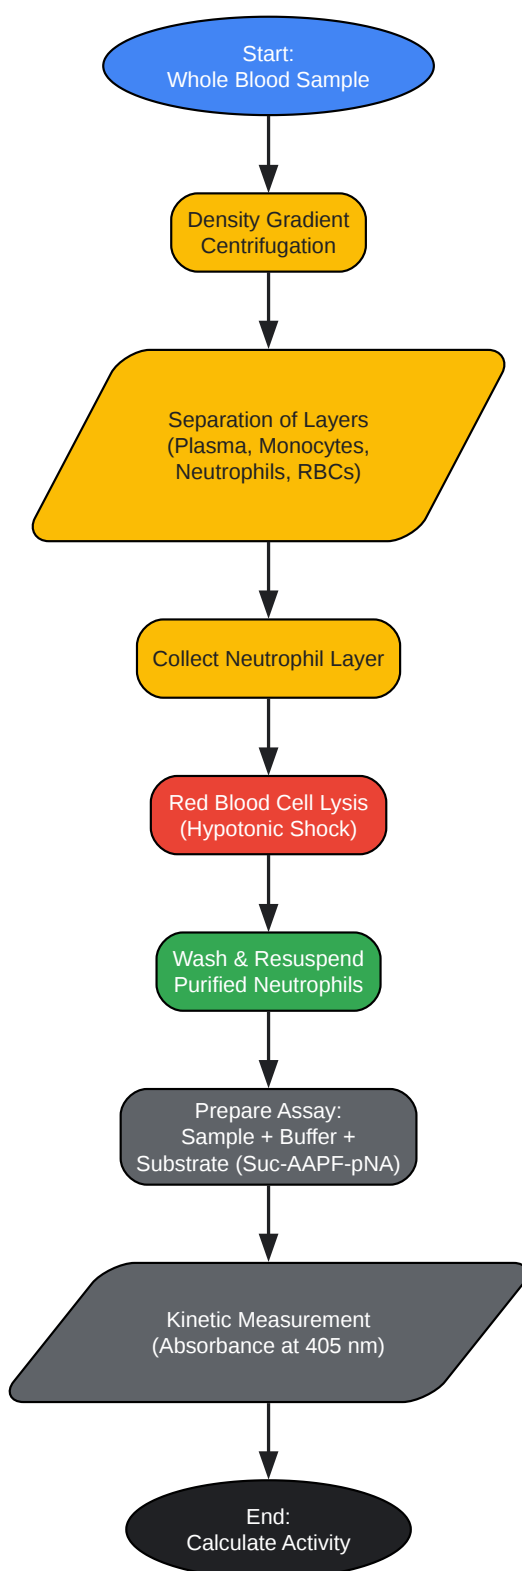 Start:
Whole Blood Sample
Density Gradient
Centrifugation
Separation of Layers
(Plasma, Monocytes,
Neutrophils, RBCs)
Collect Neutrophil Layer
Red Blood Cell Lysis
(Hypotonic Shock)
Wash & Resuspend
Purified Neutrophils
Prepare Assay:
Sample + Buffer +
Substrate (Suc-AAPF-pNA)
Kinetic Measurement
(Absorbance at 405 nm)
End:
Calculate Activity